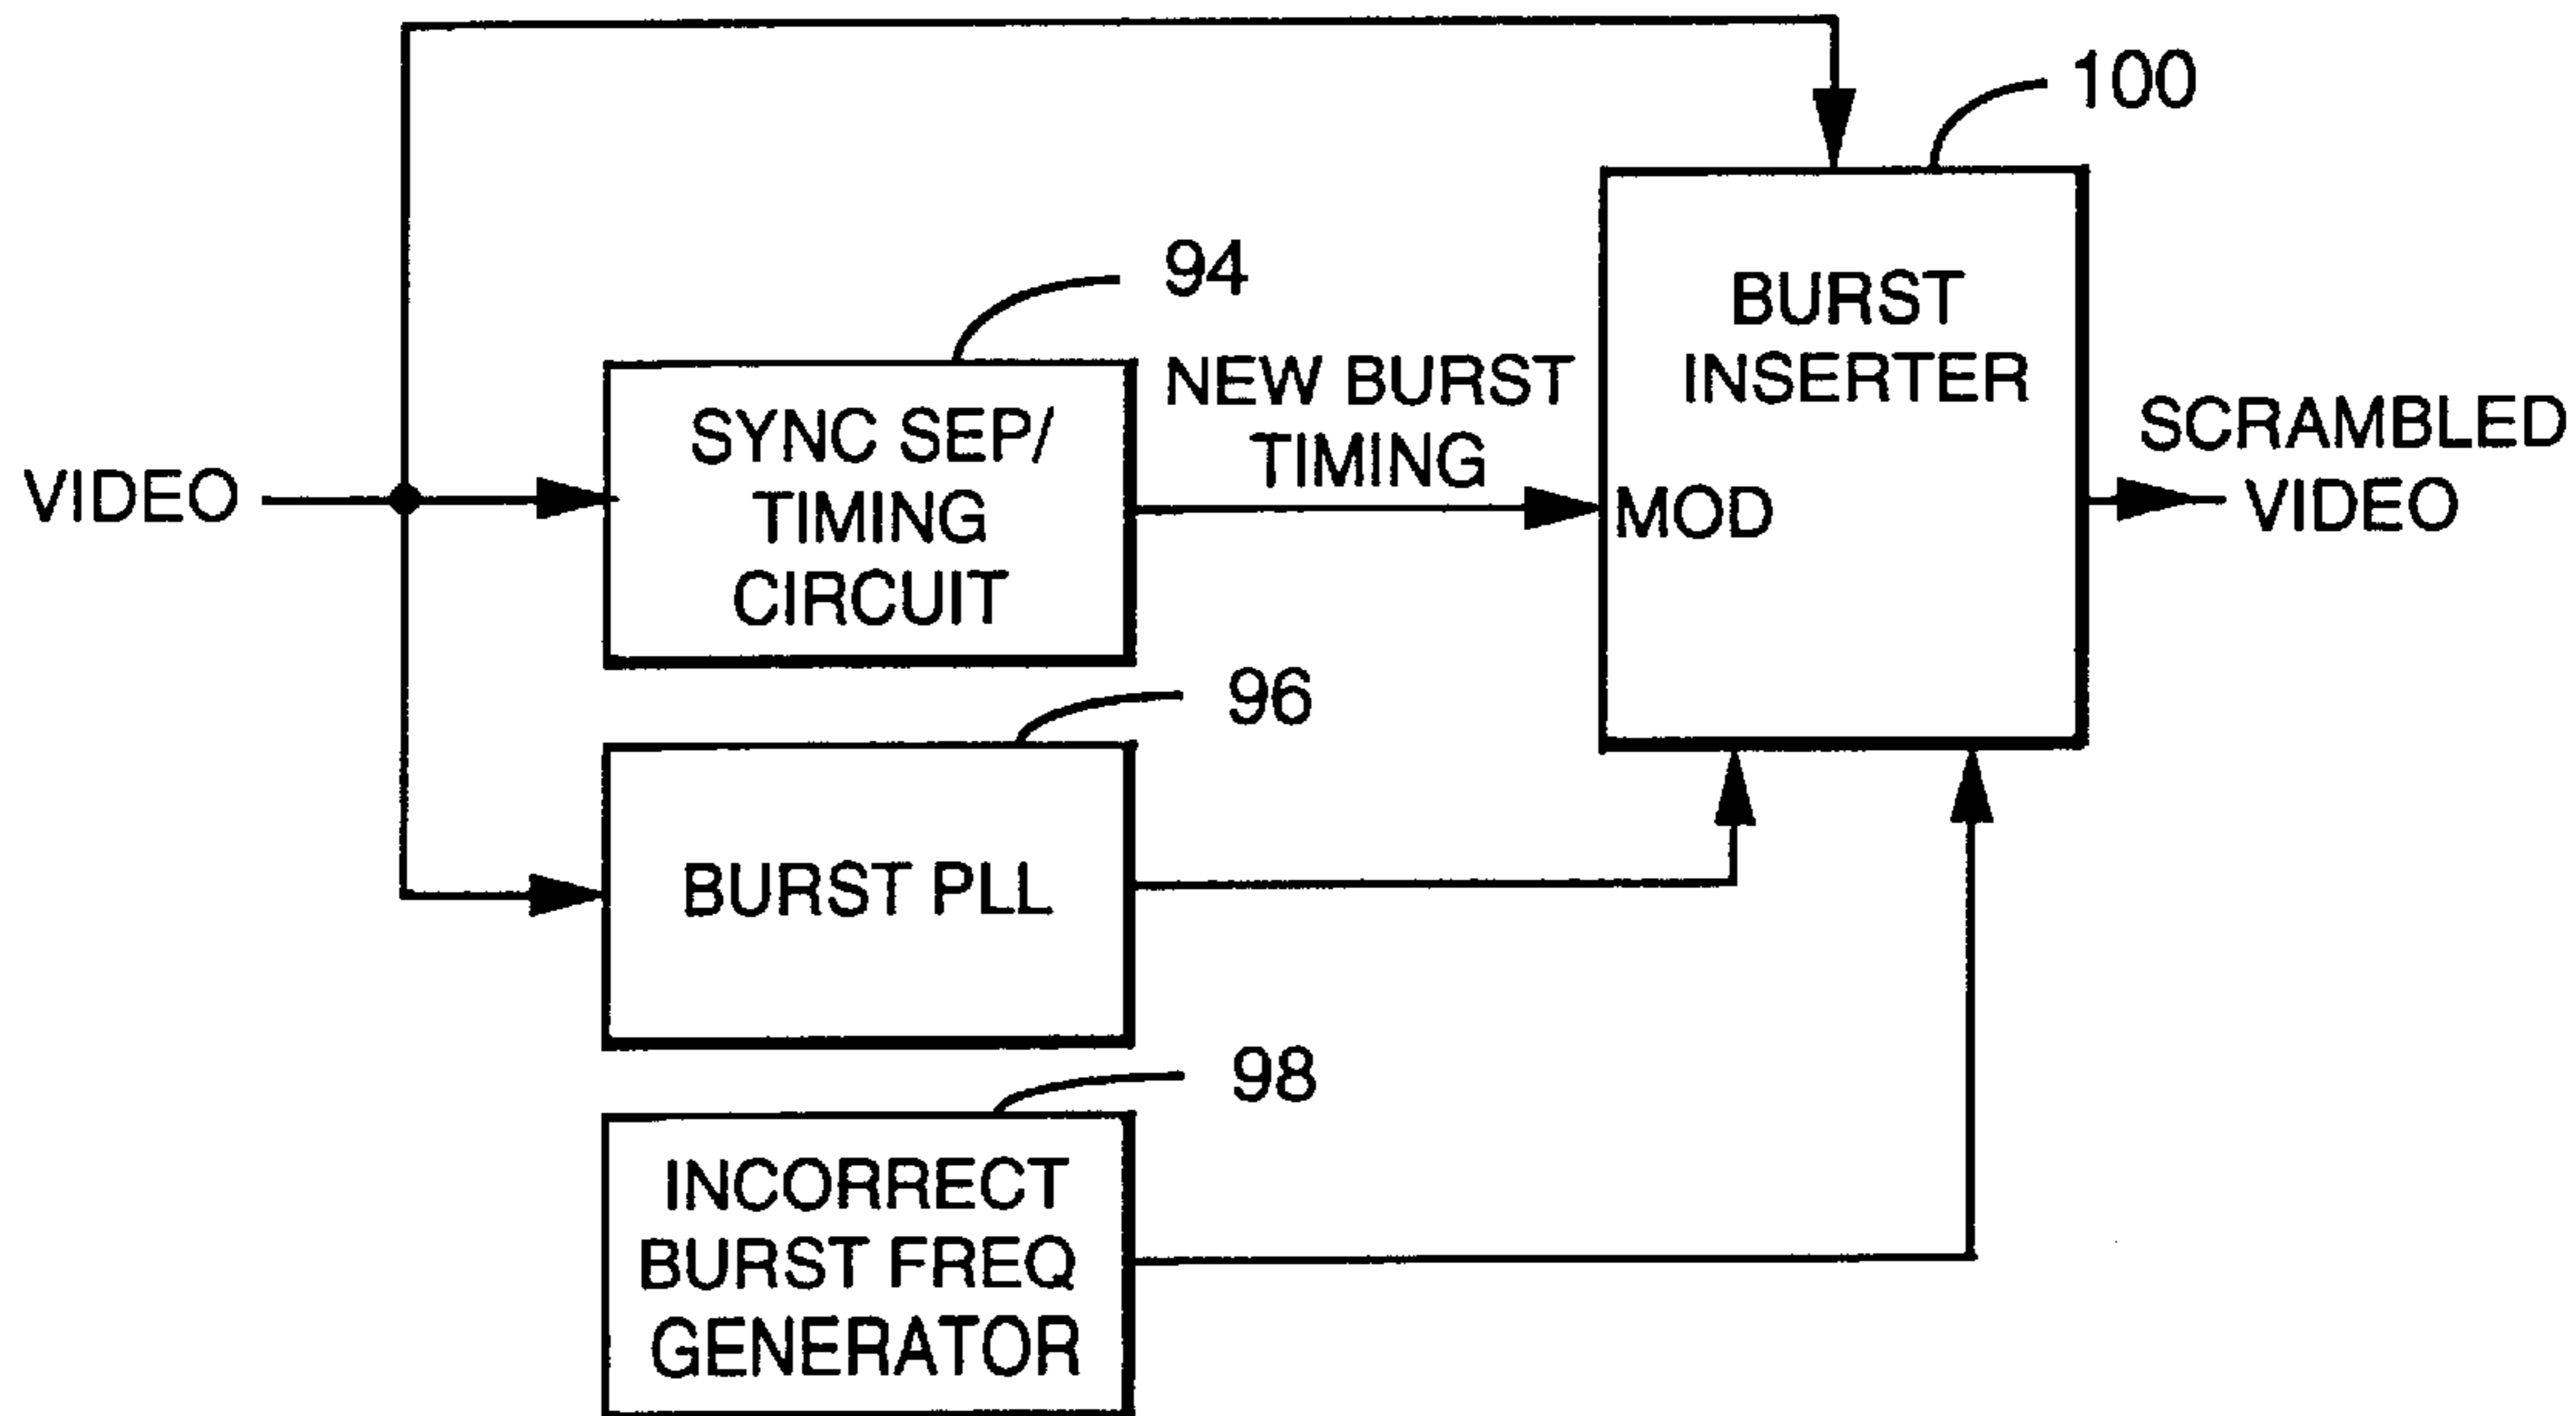 100
94
NEW BURST
TIMING
BURST
INSERTER
MOD
SCRAMBLED
VIDEO
VIDEO
SYNC SEP/
TIMING
CIRCUIT
96
BURST PLL
98
INCORRECT
BURST FREQ
GENERATOR